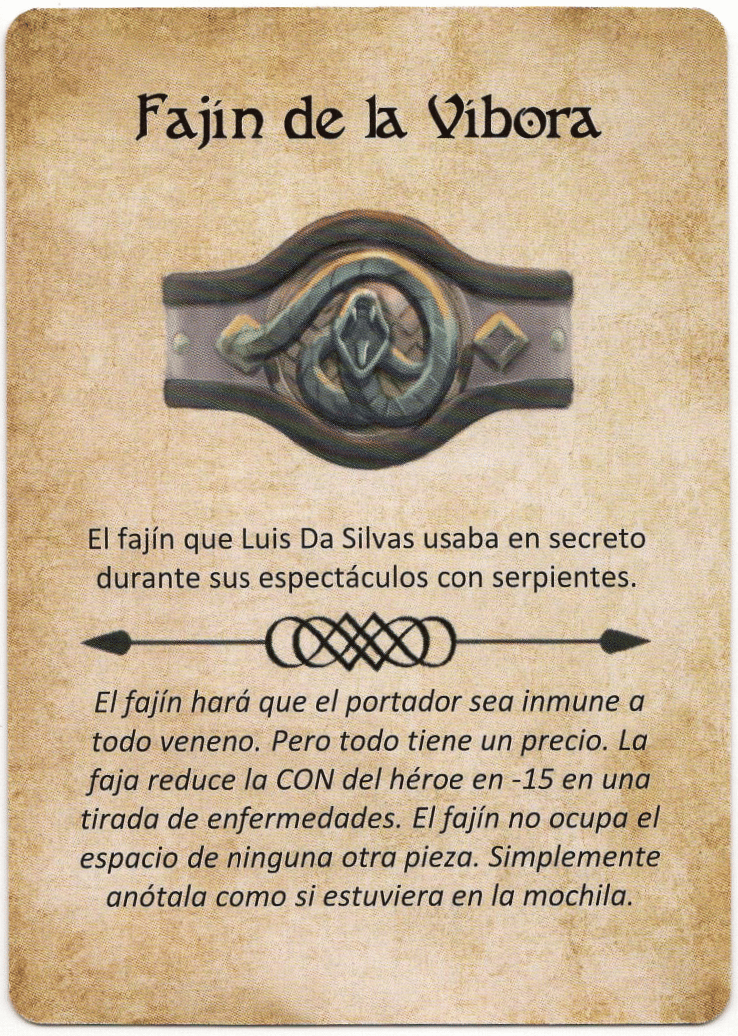 Fajín de la Víbora
El fajín que Luis Da Silvas usaba en secreto
durante sus espectáculos con serpientes.
El fajín hará que el portador sea inmune a
todo veneno. Pero todo tiene un precio. La
faja reduce la CON del héroe en -15 en una
tirada de enfermedades. El fajín no ocupa el
espacio de ninguna otra pieza. Simplemente
anótala como si estuviera en la mochila.